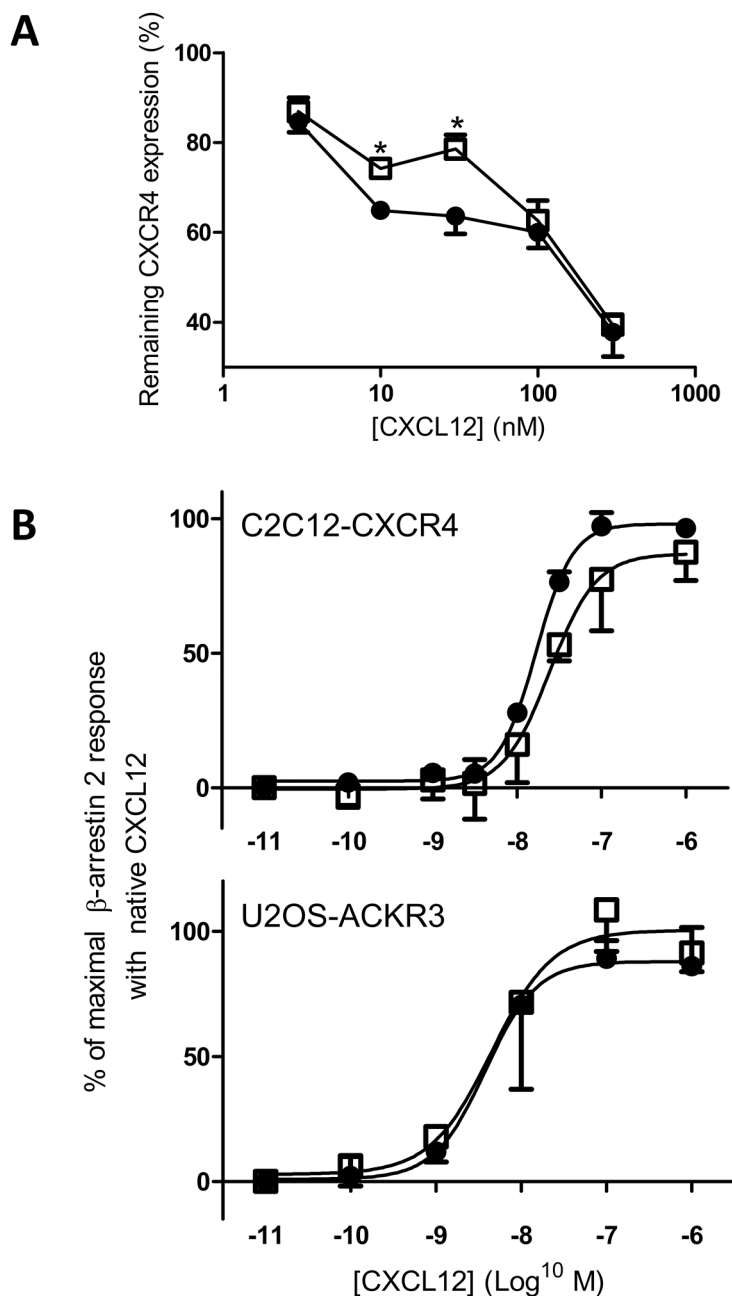 A
Remaining CXCR4 expression (%)
100
80
60
40
* *
1 10 100 1000
[CXCL12] (nM)
B
% of maximal β-arrestin 2 response
with native CXCL12
C2C12-CXCR4
100
50
0
-11 -10 -9 -8 -7 -6
U2OS-ACKR3
100
50
0
-11 -10 -9 -8 -7 -6
[CXCL12] (Log¹⁰ M)